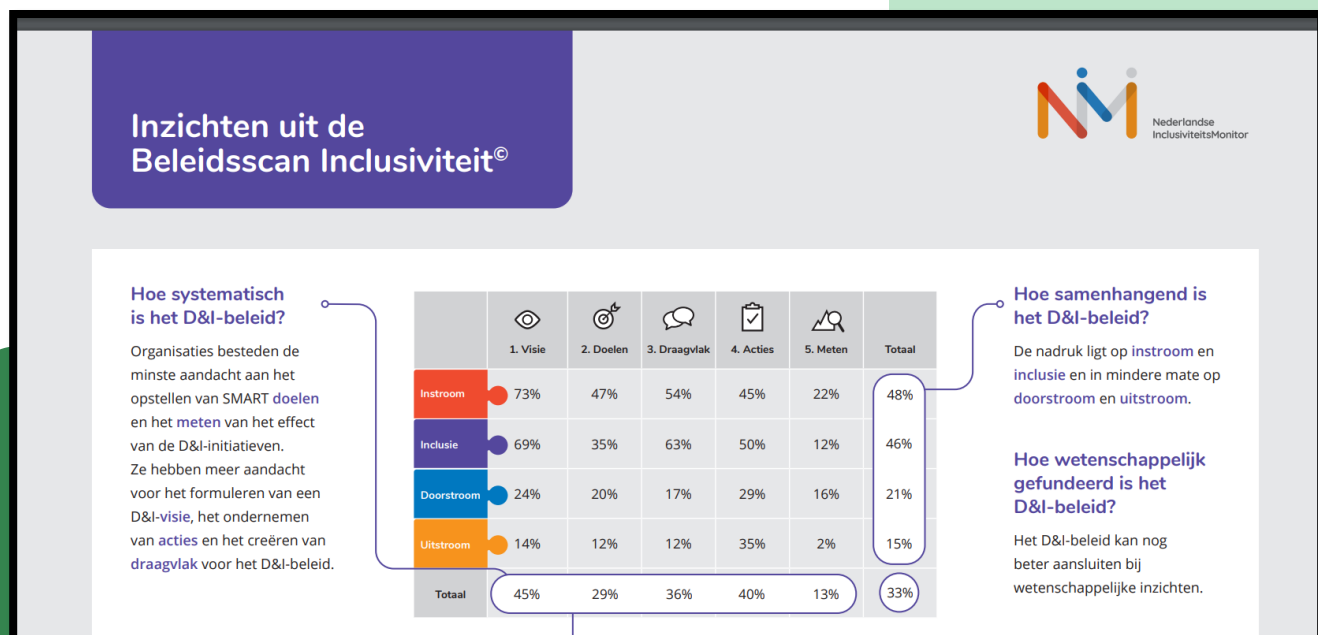 Inzichten uit de
Beleidsscan Inclusiviteit©
Nederlandse
InclusiviteitsMonitor
Hoe systematisch
is het D&I-beleid?
Organisaties besteden de
minste aandacht aan het
opstellen van SMART doelen
en het meten van het effect
van de D&I-initiatieven.
Ze hebben meer aandacht
voor het formuleren van een
D&I-visie, het ondernemen
van acties en het creëren van
draagvlak voor het D&I-beleid.
1. Visie 2. Doelen 3. Draagvlak 4. Acties 5. Meten Totaal
Instroom 73% 47% 54% 45% 22% 48%
Inclusie 69% 35% 63% 50% 12% 46%
Doorstroom 24% 20% 17% 29% 16% 21%
Uitstroom 14% 12% 12% 35% 2% 15%
Totaal 45% 29% 36% 40% 13% 33%
Hoe samenhangend is
het D&I-beleid?
De nadruk ligt op instroom en
inclusie en in mindere mate op
doorstroom en uitstroom.
Hoe wetenschappelijk
gefundeerd is het
D&I-beleid?
Het D&I-beleid kan nog
beter aansluiten bij
wetenschappelijke inzichten.